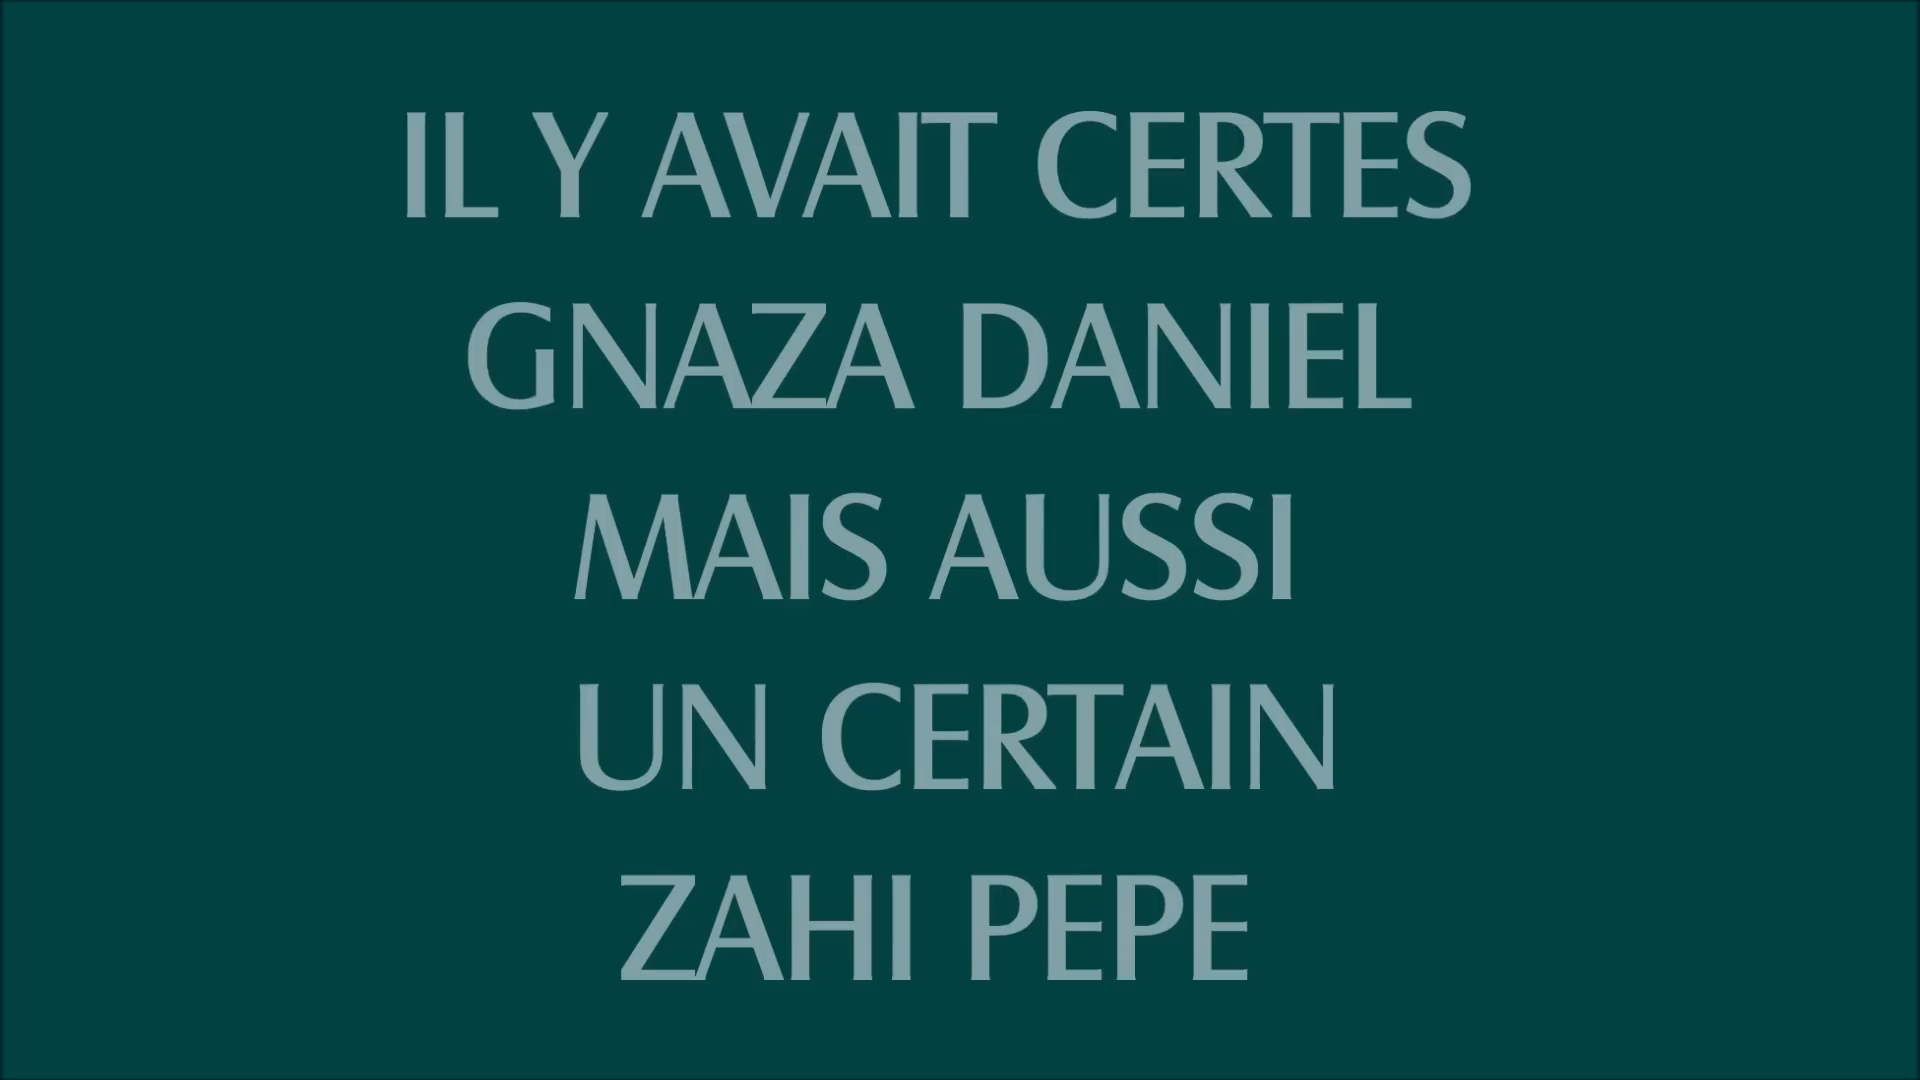 IL Y AVAIT CERTES
GNAZA DANIEL
MAIS AUSSI
UN CERTAIN
ZAHI PEPE